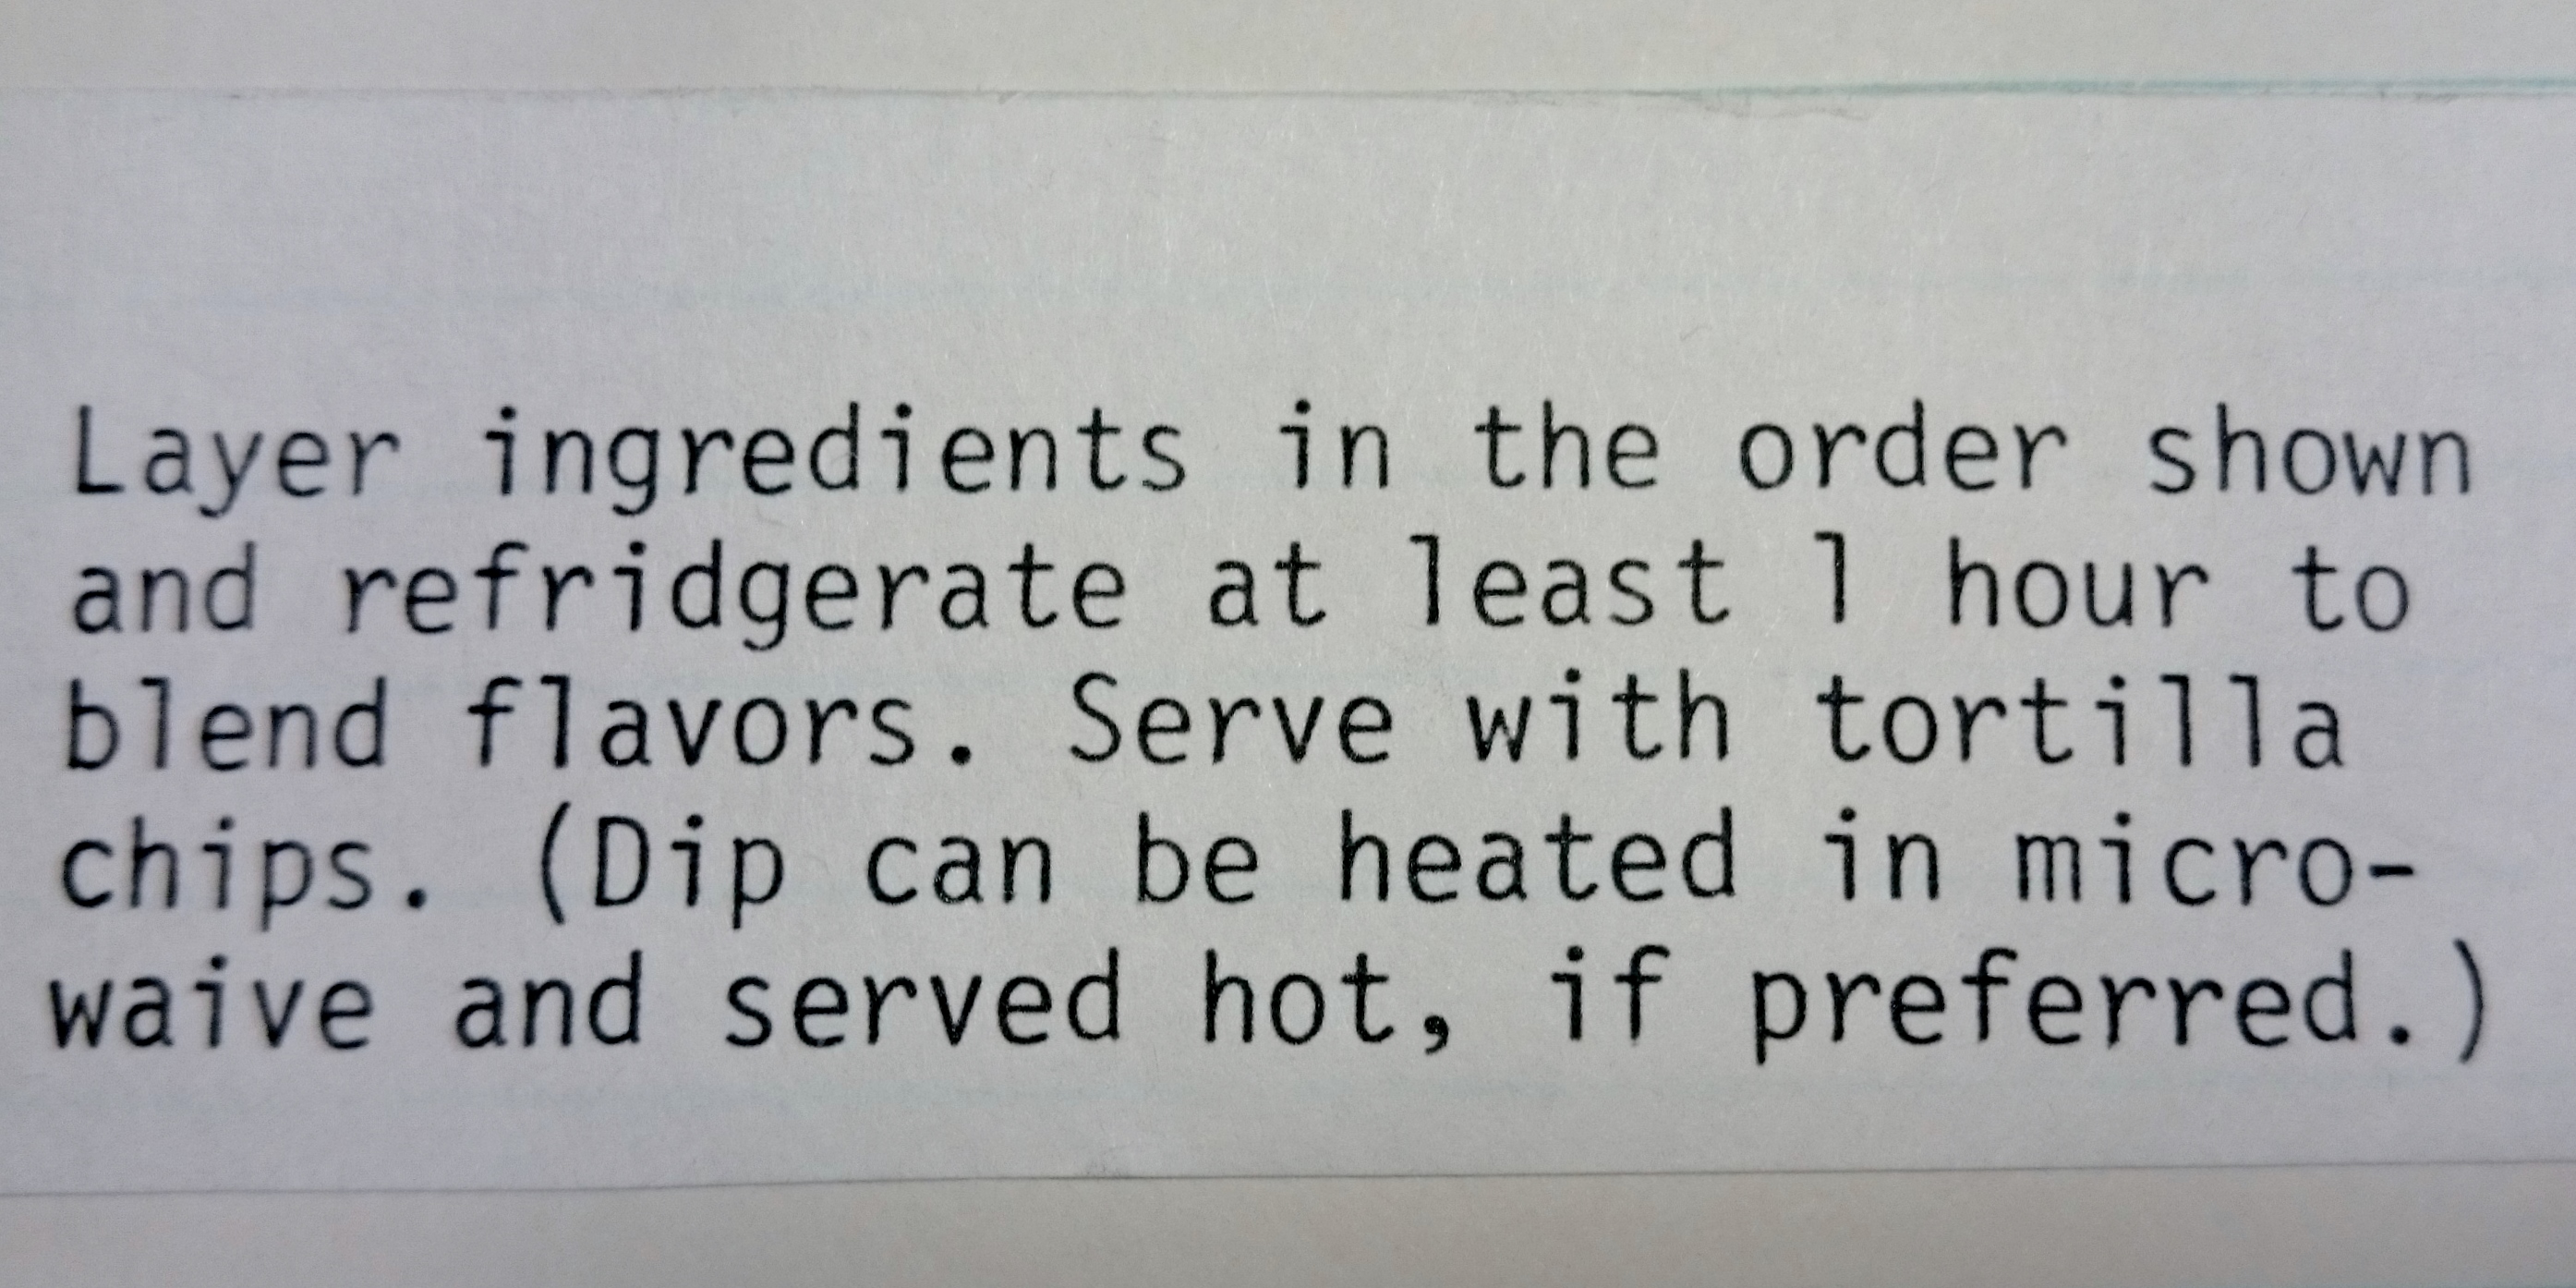 Layer ingredients in the order shown
and refridgerate at least 1 hour to
blend flavors. Serve with tortilla
chips. (Dip can be heated in micro-
waive and served hot, if preferred.)